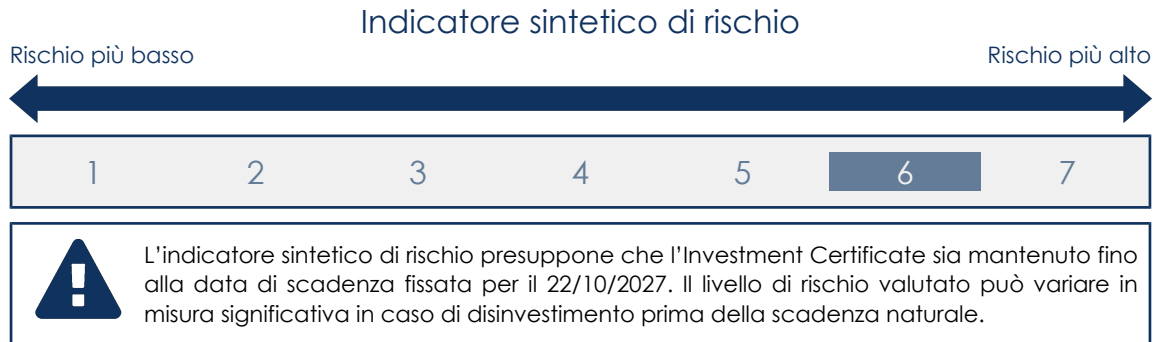 Indicatore sintetico di rischio
Rischio più basso
Rischio più alto
1 2 3 4 5 6 7
L'indicatore sintetico di rischio presuppone che l'Investment Certificate sia mantenuto fino
alla data di scadenza fissata per il 22/10/2027. Il livello di rischio valutato può variare in
misura significativa in caso di disinvestimento prima della scadenza naturale.